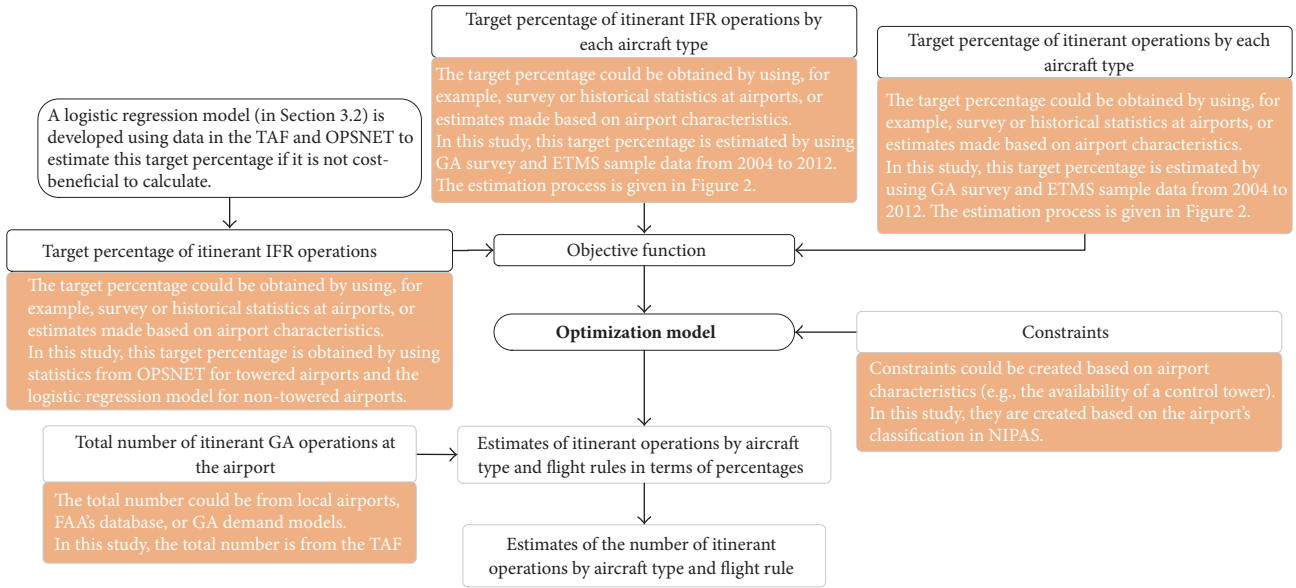 Target percentage of itinerant IFR operations by
each aircraft type
The target percentage could be obtained by using, for
example, survey or historical statistics at airports, or
estimates made based on airport characteristics.
In this study, this target percentage is estimated by using
GA survey and ETMS sample data from 2004 to 2012.
The estimation process is given in Figure 2.
Target percentage of itinerant operations by each
aircraft type
The target percentage could be obtained by using, for
example, survey or historical statistics at airports, or
estimates made based on airport characteristics.
In this study, this target percentage is estimated by
using GA survey and ETMS sample data from 2004 to
2012. The estimation process is given in Figure 2.
A logistic regression model (in Section 3.2) is
developed using data in the TAF and OPSNET to
estimate this target percentage if it is not cost-
beneficial to calculate.
Target percentage of itinerant IFR operations
The target percentage could be obtained by using, for
example, survey or historical statistics at airports, or
estimates made based on airport characteristics.
In this study, this target percentage is obtained by using
statistics from OPSNET for towered airports and the
logistic regression model for non-towered airports.
Objective function
Optimization model
Constraints
Constraints could be created based on airport
characteristics (e.g., the availability of a control tower).
In this study, they are created based on the airport's
classification in NIPAS.
Total number of itinerant GA operations at
the airport
The total number could be from local airports,
FAA's database, or GA demand models.
In this study, the total number is from the TAF
Estimates of itinerant operations by aircraft
type and flight rules in terms of percentages
Estimates of the number of itinerant
operations by aircraft type and flight rule